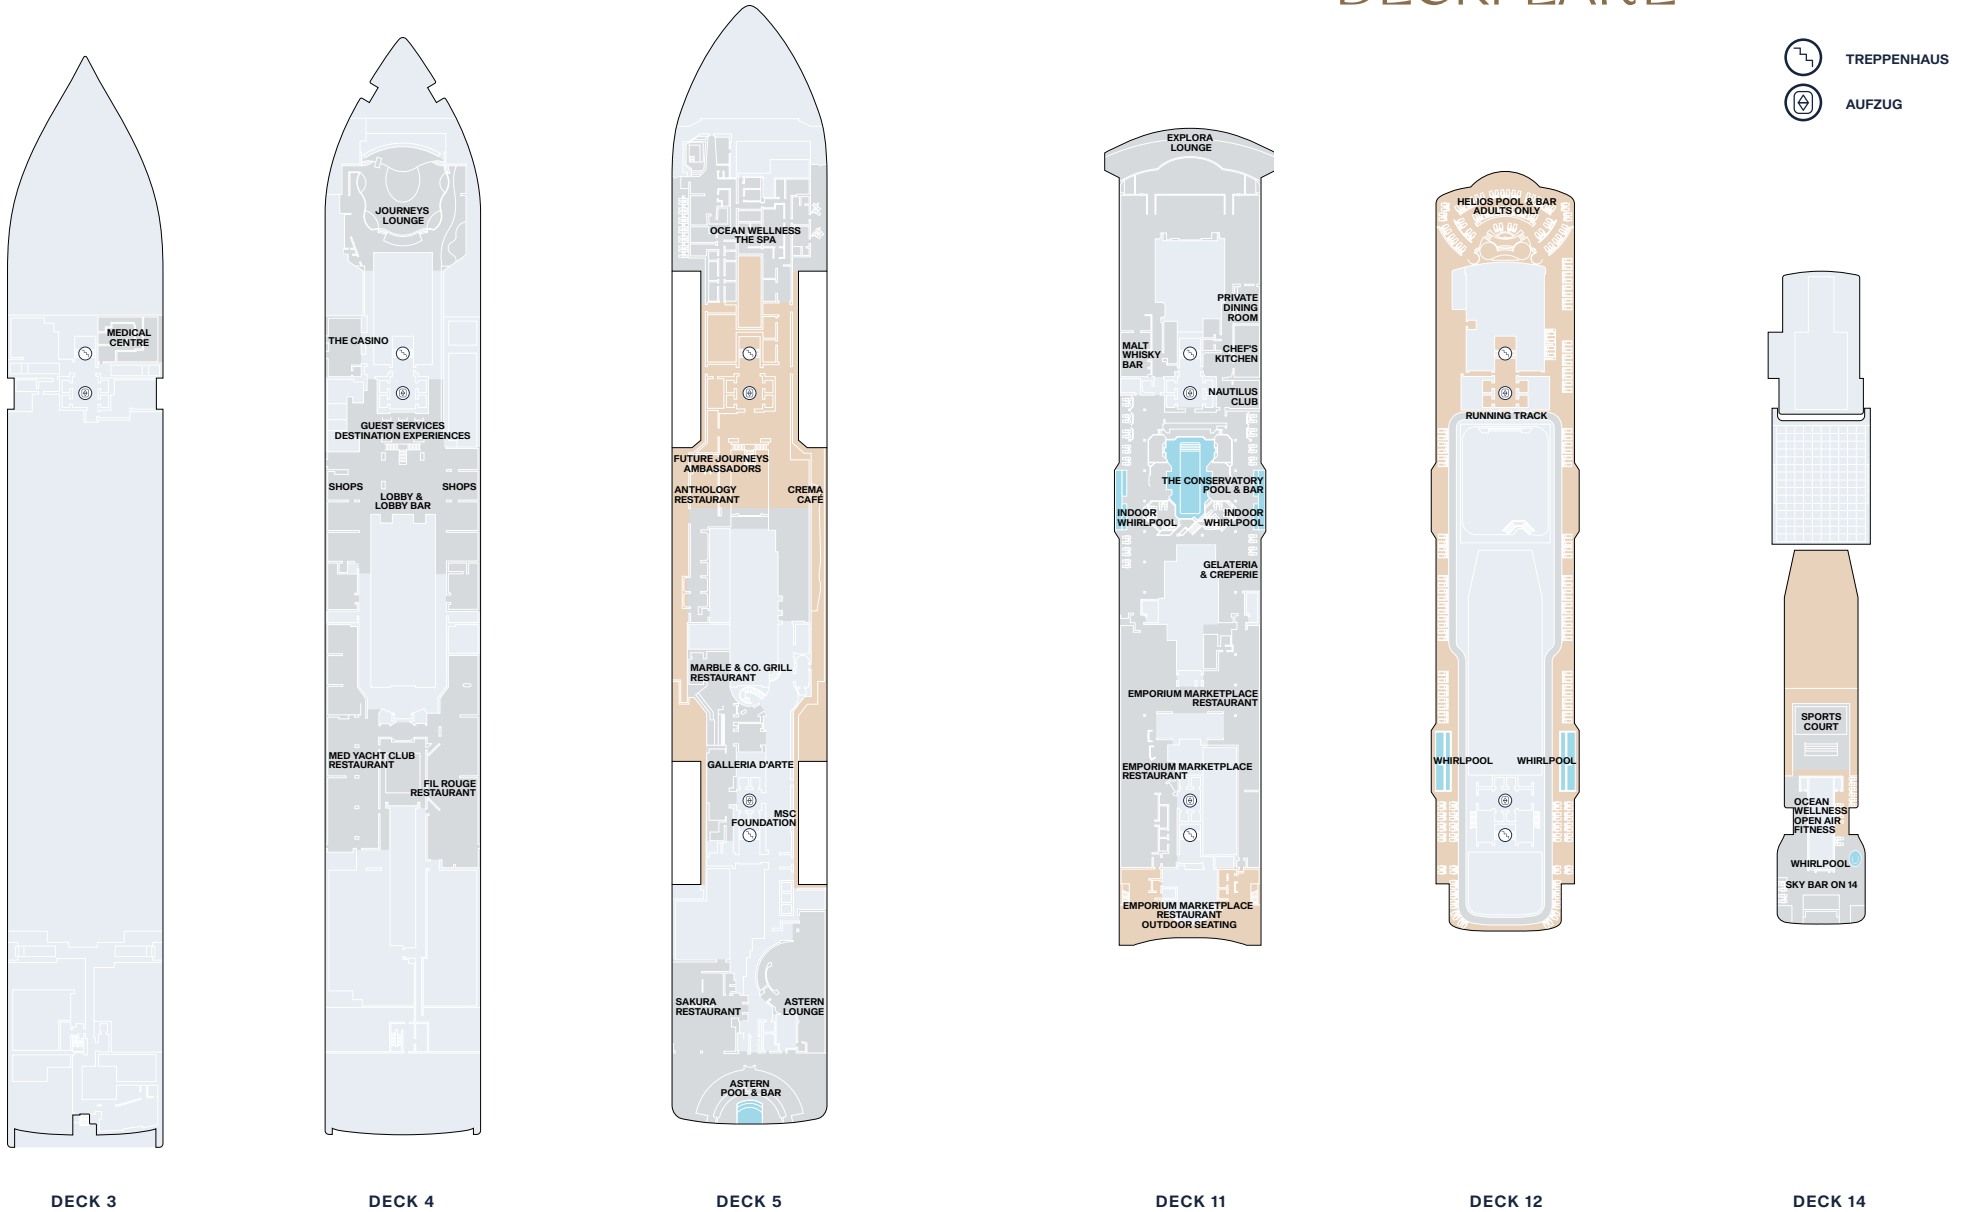 DECKPLÄNE
TREPPENHAUS
AUFZUG
MEDICAL
CENTRE
DECK 3
JOURNEYS
LOUNGE
THE CASINO
GUEST SERVICES
DESTINATION EXPERIENCES
SHOPS
SHOPS
LOBBY &
LOBBY BAR
MED YACHT CLUB
RESTAURANT
FIL ROUGE
RESTAURANT
DECK 4
OCEAN WELLNESS
THE SPA
FUTURE JOURNEYS
AMBASSADORS
ANTHOLOGY
RESTAURANT
CREMA
CAFÉ
MARBLE & CO. GRILL
RESTAURANT
GALLERIA D'ARTE
MSC
FOUNDATION
SAKURA
RESTAURANT
ASTERN
LOUNGE
ASTERN
POOL & BAR
DECK 5
EXPLORA
LOUNGE
PRIVATE
DINING
ROOM
MALT
WHISKY
BAR
CHEF'S
KITCHEN
NAUTILUS
CLUB
THE CONSERVATORY
POOL & BAR
INDOOR
WHIRLPOOL
INDOOR
WHIRLPOOL
GELATERIA
& CREPERIE
EMPORIUM MARKETPLACE
RESTAURANT
EMPORIUM MARKETPLACE
RESTAURANT
EMPORIUM MARKETPLACE
RESTAURANT
OUTDOOR SEATING
DECK 11
HELIOS POOL & BAR
ADULTS ONLY
RUNNING TRACK
WHIRLPOOL
WHIRLPOOL
DECK 12
SPORTS
COURT
OCEAN
WELLNESS
OPEN AIR
FITNESS
WHIRLPOOL
SKY BAR ON 14
DECK 14